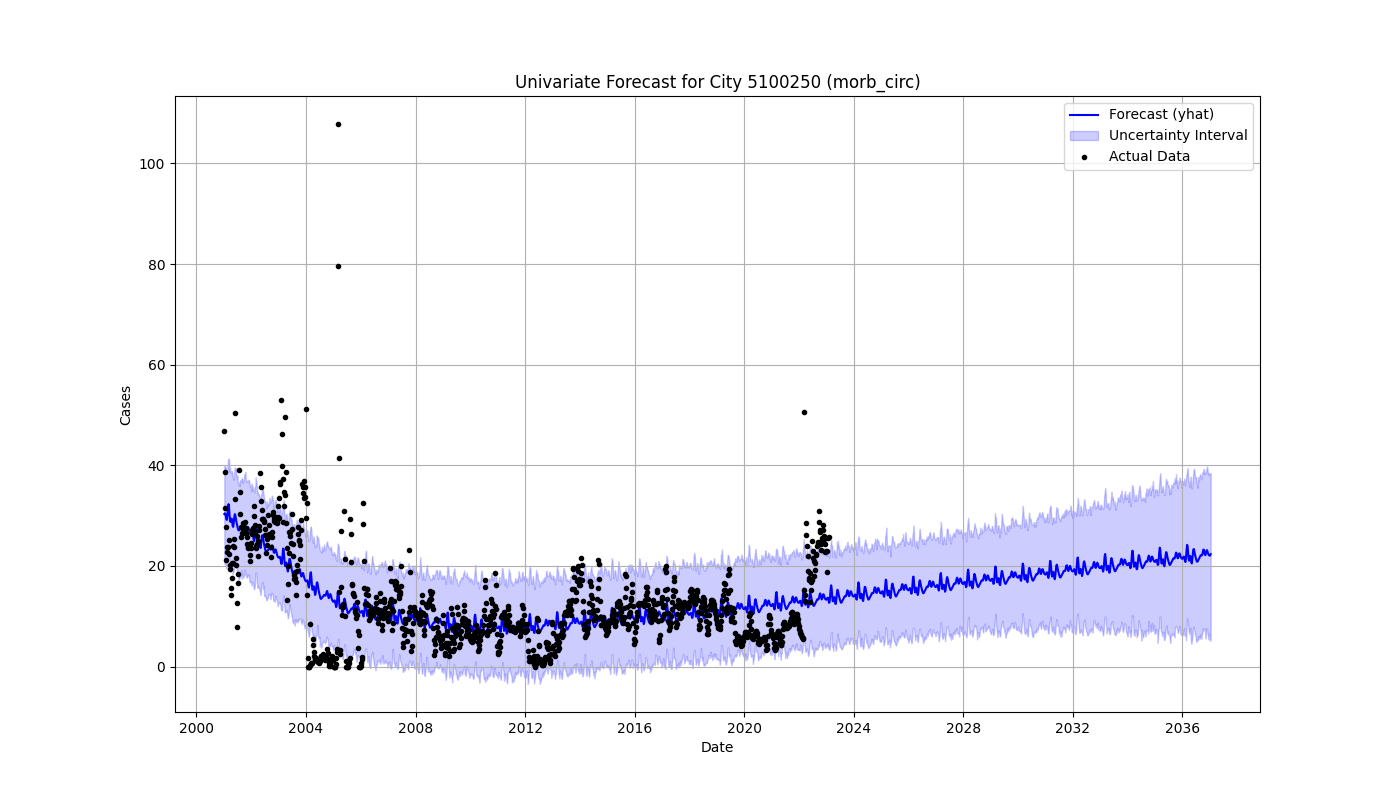 Univariate Forecast for City 5100250 (morb_circ)
Forecast (yhat)
Uncertainty Interval
Actual Data
Cases
100
80
60
40
20
0
2000 2004 2008 2012 2016 2020 2024 2028 2032 2036
Date